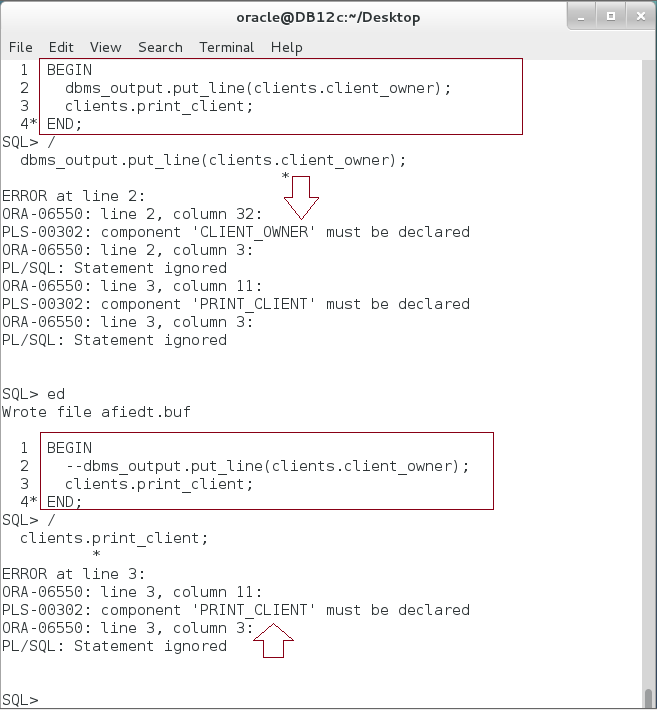 oracle@DB12c:~/Desktop
File Edit View Search Terminal Help
1 BEGIN
2 dbms_output.put_line(clients.client_owner);
3 clients.print_client;
4* END;
SQL> /
dbms_output.put_line(clients.client_owner);
*
ERROR at line 2:
ORA-06550: line 2, column 32:
PLS-00302: component 'CLIENT_OWNER' must be declared
ORA-06550: line 2, column 3:
PL/SQL: Statement ignored
ORA-06550: line 3, column 11:
PLS-00302: component 'PRINT_CLIENT' must be declared
ORA-06550: line 3, column 3:
PL/SQL: Statement ignored
SQL> ed
Wrote file afiedt.buf
1 BEGIN
2 --dbms_output.put_line(clients.client_owner);
3 clients.print_client;
4* END;
SQL> /
clients.print_client;
*
ERROR at line 3:
ORA-06550: line 3, column 11:
PLS-00302: component 'PRINT_CLIENT' must be declared
ORA-06550: line 3, column 3:
PL/SQL: Statement ignored
SQL>